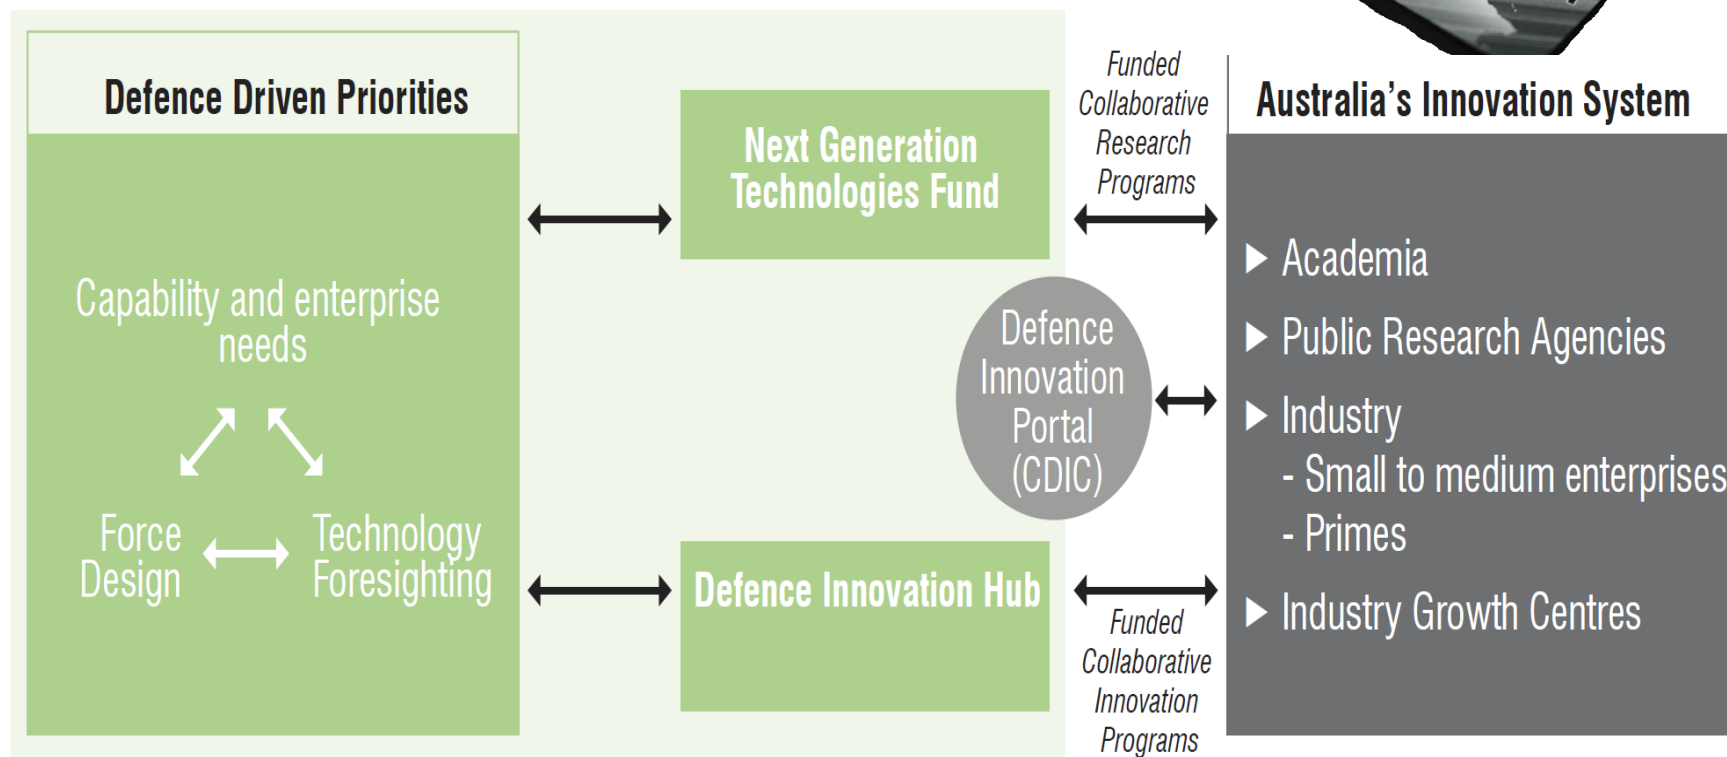 Defence Driven Priorities
Capability and enterprise
needs
Force
Design
Technology
Foresighting
Next Generation
Technologies Fund
Defence
Innovation
Portal
(CDIC)
Defence Innovation Hub
Funded
Collaborative
Research
Programs
Funded
Collaborative
Innovation
Programs
Australia’s Innovation System
Academia
Public Research Agencies
Industry
- Small to medium enterprises
- Primes
Industry Growth Centres